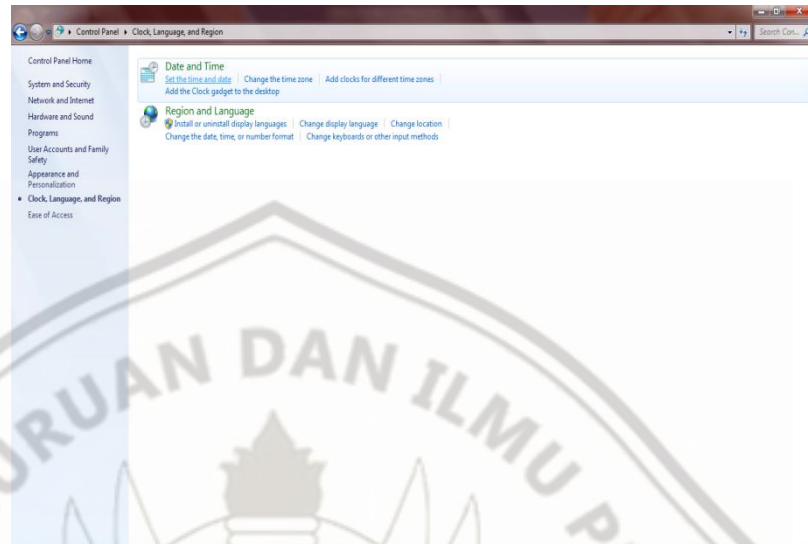 Control Panel ▸ Clock, Language, and Region
Search Con...
Control Panel Home
System and Security
Network and Internet
Hardware and Sound
Programs
User Accounts and Family
Safety
Appearance and
Personalization
Clock, Language, and Region
Ease of Access
Date and Time
Set the time and date | Change the time zone | Add clocks for different time zones |
Add the Clock gadget to the desktop
Region and Language
Install or uninstall display languages | Change display language | Change location |
Change the date, time, or number format | Change keyboards or other input methods
RURUAN DAN ILMU P